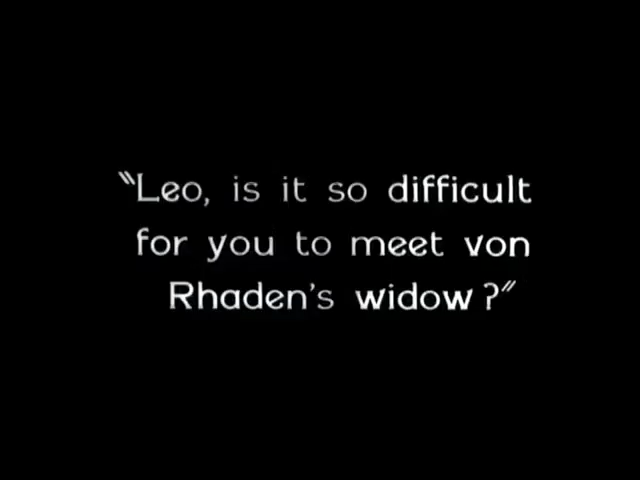 "Leo, is it so difficult
for you to meet von
Rhaden's widow?"